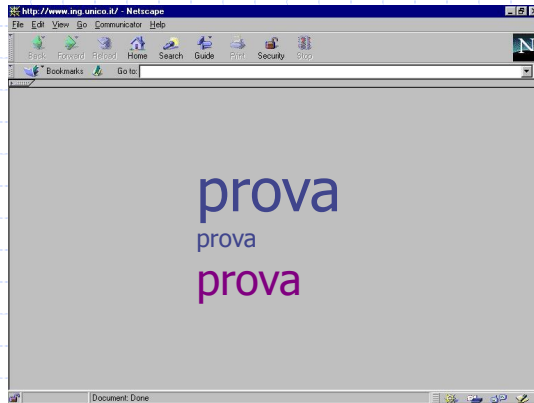 http://www.ing.unico.it/ - Netscape
File Edit View Go Communicator Help
Back Forward Reload Home Search Guide Print Security Stop
N
Bookmarks Go to:
prova
prova
prova
Document: Done